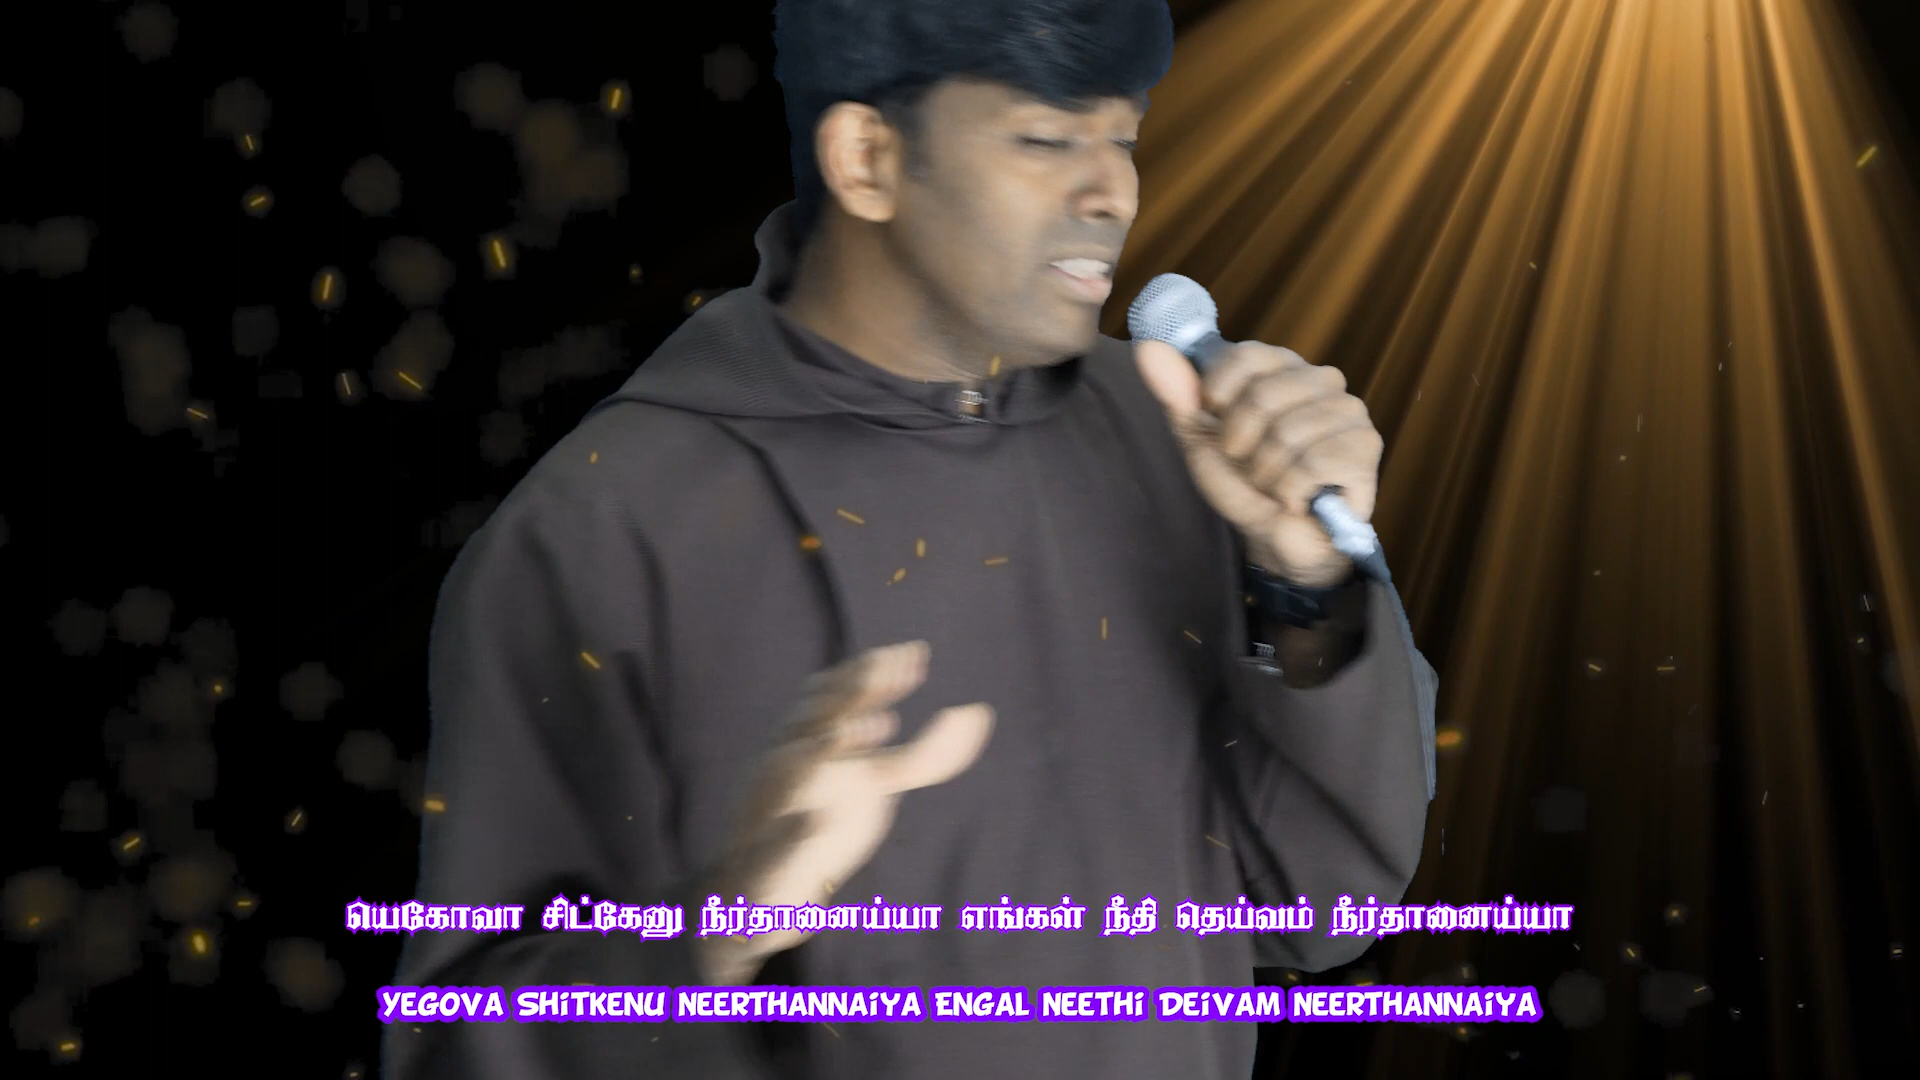 யெகோவா சிட்கேனு நீர்தானைய்யா எங்கள் நீதி தெய்வம் நீர்தானைய்யா
YEGOVA SHiTKENU NEERTHANNAiYA ENGAL NEETHi DEiVAM NEERTHANNAiYA